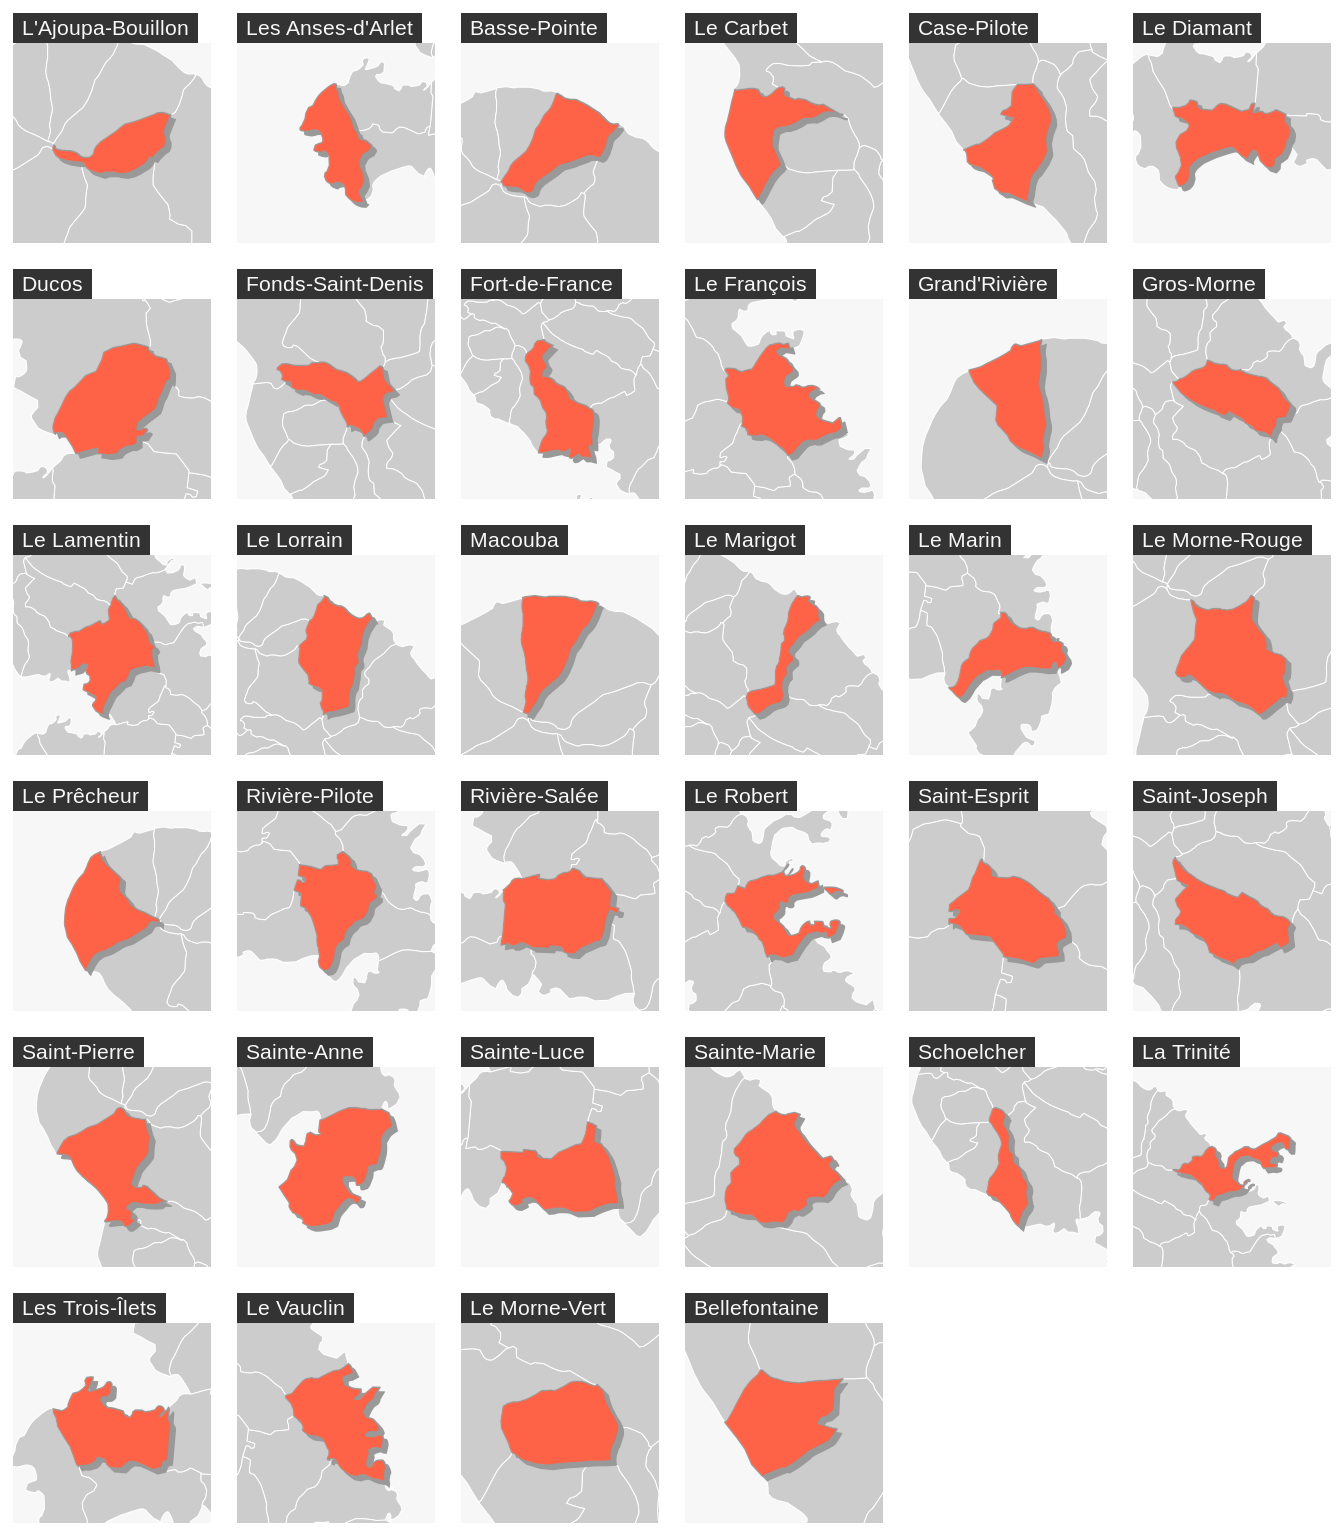 L'Ajoupa-Bouillon
Les Anses-d'Arlet
Basse-Pointe
Le Carbet
Case-Pilote
Le Diamant
Ducos
Fonds-Saint-Denis
Fort-de-France
Le François
Grand'Rivière
Gros-Morne
Le Lamentin
Le Lorrain
Macouba
Le Marigot
Le Marin
Le Morne-Rouge
Le Prêcheur
Rivière-Pilote
Rivière-Salée
Le Robert
Saint-Esprit
Saint-Joseph
Saint-Pierre
Sainte-Anne
Sainte-Luce
Sainte-Marie
Schoelcher
La Trinité
Les Trois-Îlets
Le Vauclin
Le Morne-Vert
Bellefontaine